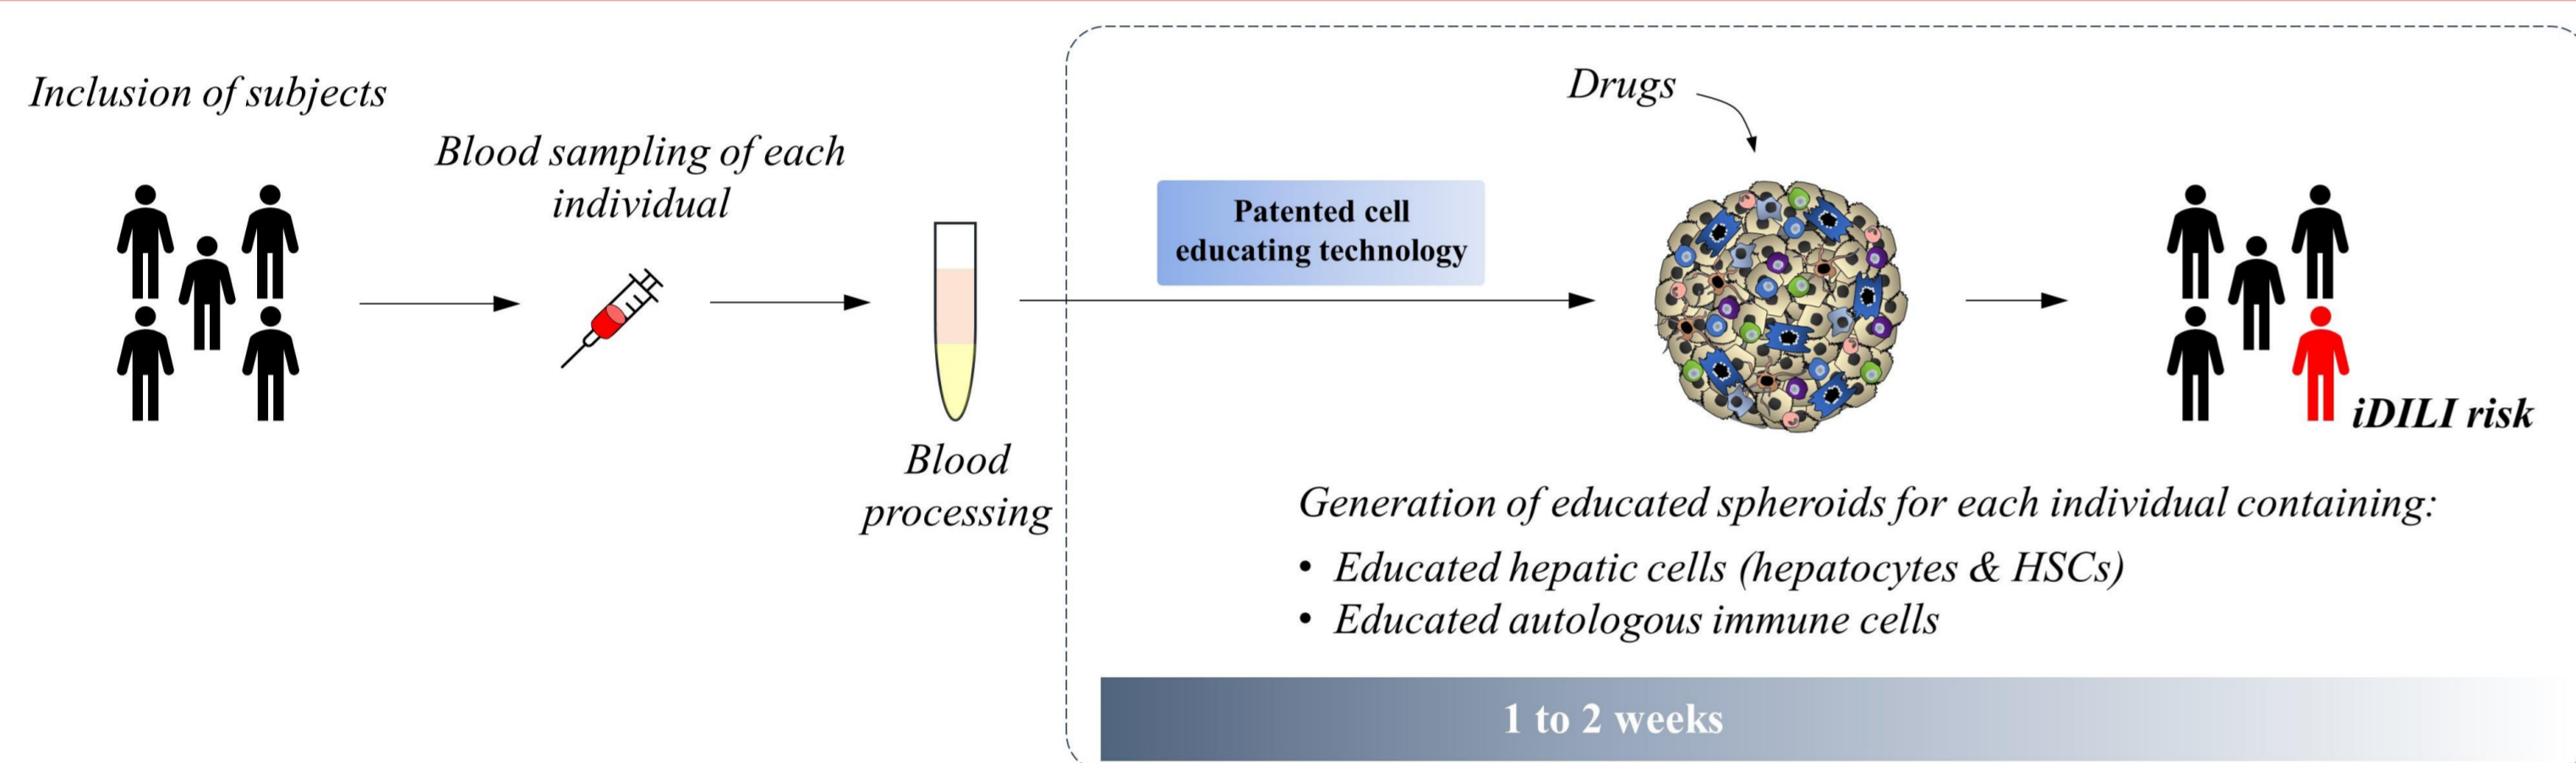 Inclusion of subjects
Blood sampling of each
individual
Blood
processing
Patented cell
educating technology
Drugs
iDILI risk
Generation of educated spheroids for each individual containing:
• Educated hepatic cells (hepatocytes & HSCs)
• Educated autologous immune cells
1 to 2 weeks